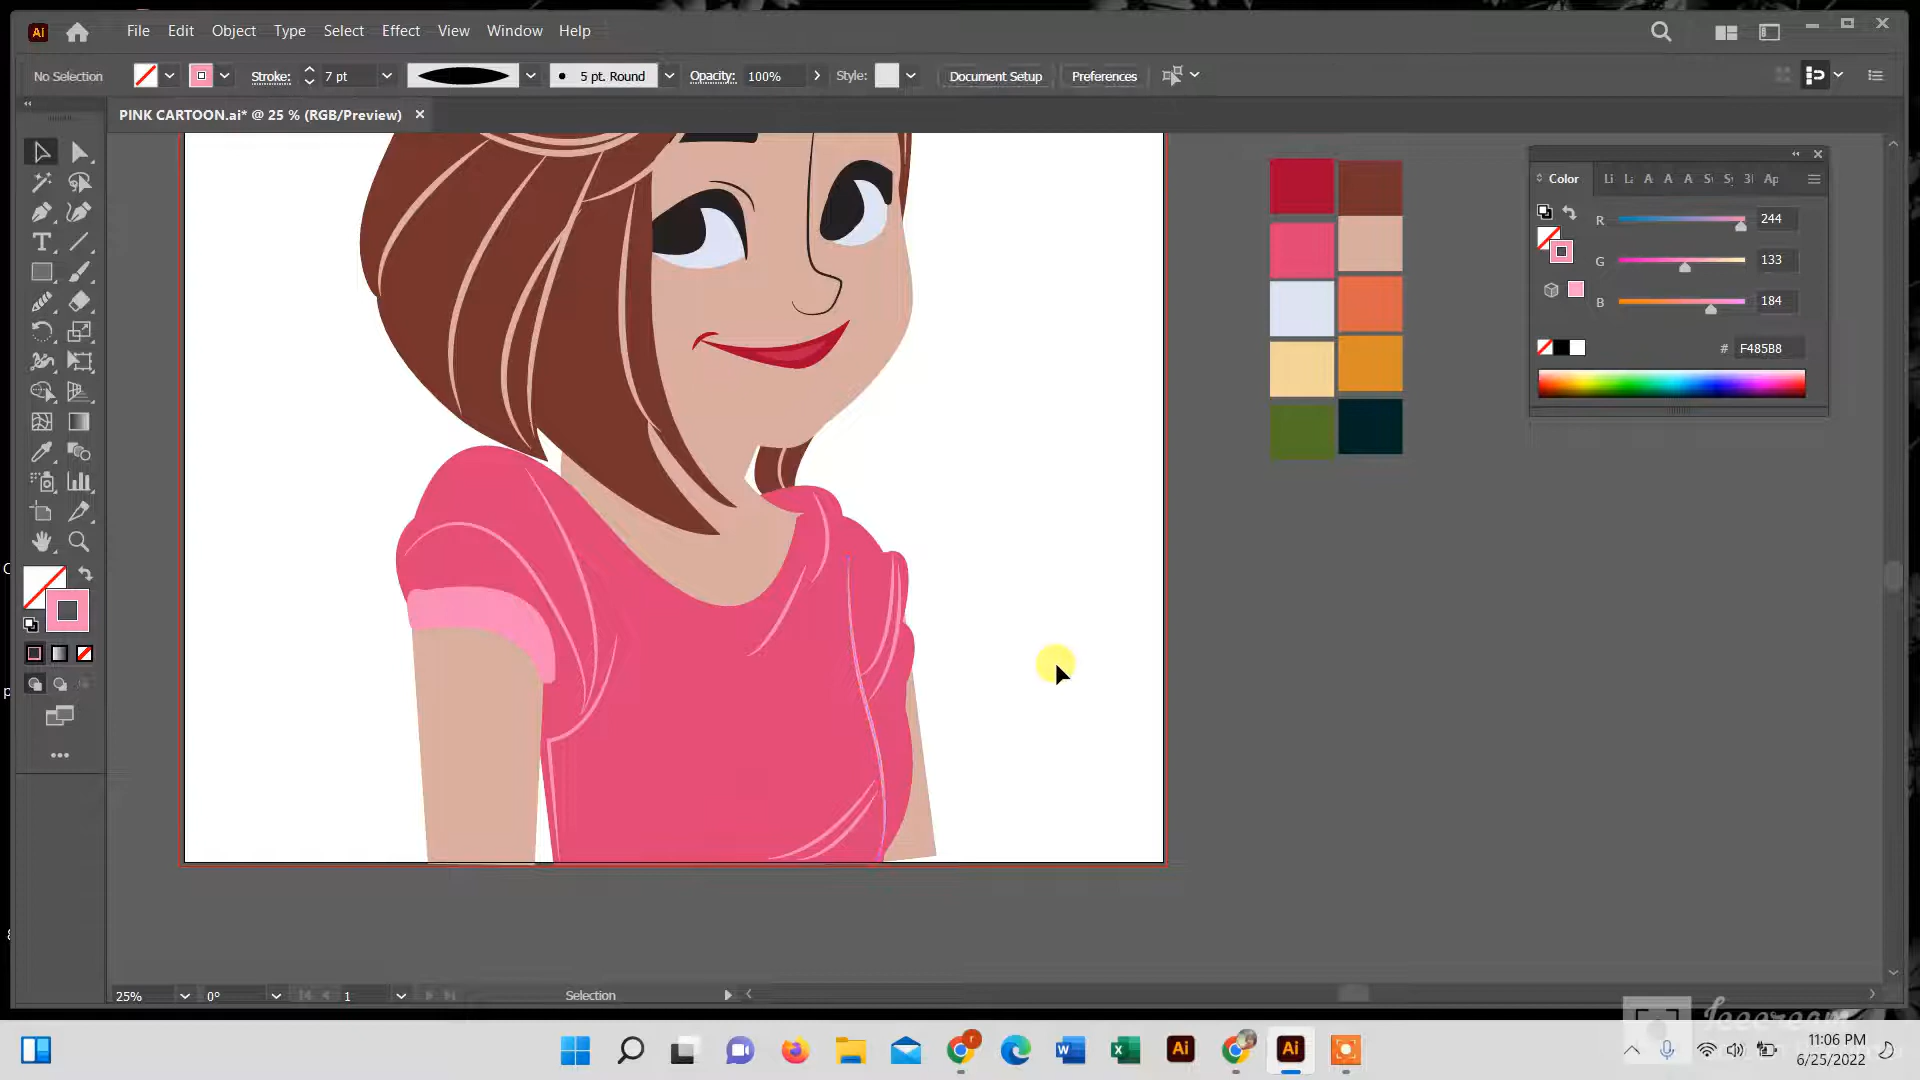 Ai File Edit Object Type Select Effect View Window Help
No Selection Stroke: 7 pt 5 pt. Round Opacity: 100% Style: Document Setup Preferences
PINK CARTOON.ai* @ 25 % (RGB/Preview)
Color
R 244
G 133
B 184
# F485B8
T
25% 0° 1 Selection
Ai Ai
11:06 PM
6/25/2022